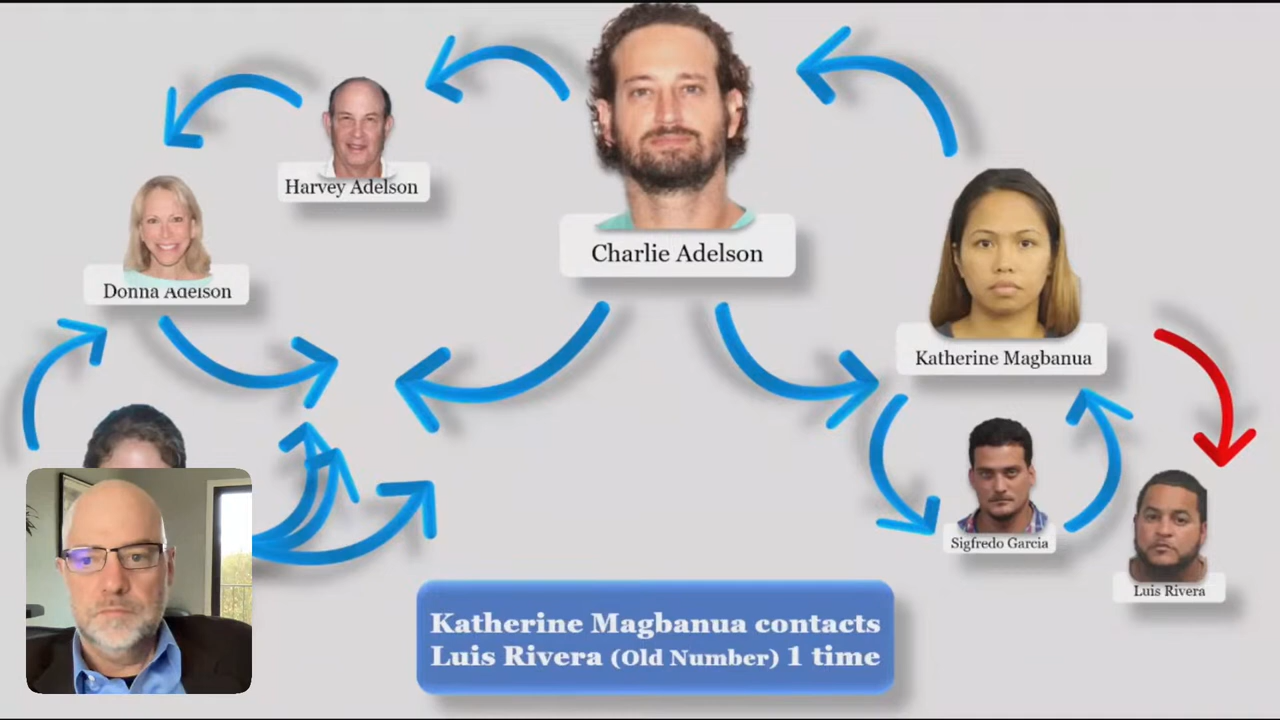 Harvey Adelson
Donna Adelson
Charlie Adelson
Katherine Magbanua
Sigfredo Garcia
Luis Rivera
Katherine Magbanua contacts
Luis Rivera (Old Number) 1 time